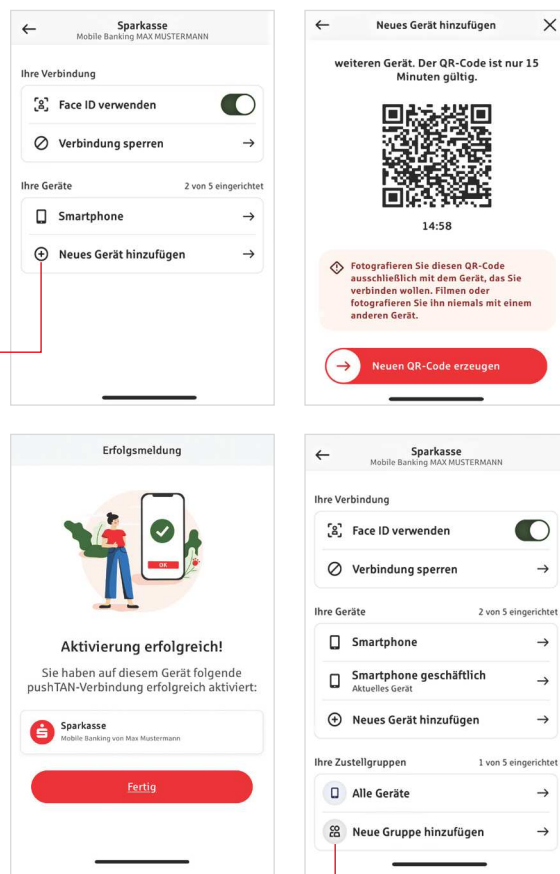 Sparkasse
Mobile Banking MAX MUSTERMANN
Ihre Verbindung
Face ID verwenden
Verbindung sperren
Ihre Geräte 2 von 5 eingerichtet
Smartphone
Neues Gerät hinzufügen
Neues Gerät hinzufügen
weiteren Gerät. Der QR-Code ist nur 15
Minuten gültig.
14:58
Fotografieren Sie diesen QR-Code
ausschließlich mit dem Gerät, das Sie
verbinden wollen. Filmen oder
fotografieren Sie ihn niemals mit einem
anderen Gerät.
Neuen QR-Code erzeugen
Erfolgsmeldung
OK
Aktivierung erfolgreich!
Sie haben auf diesem Gerät folgende
pushTAN-Verbindung erfolgreich aktiviert:
Sparkasse
Mobile Banking von Max Mustermann
Fertig
Sparkasse
Mobile Banking MAX MUSTERMANN
Ihre Verbindung
Face ID verwenden
Verbindung sperren
Ihre Geräte 2 von 5 eingerichtet
Smartphone
Smartphone geschäftlich
Aktuelles Gerät
Neues Gerät hinzufügen
Ihre Zustellgruppen 1 von 5 eingerichtet
Alle Geräte
Neue Gruppe hinzufügen